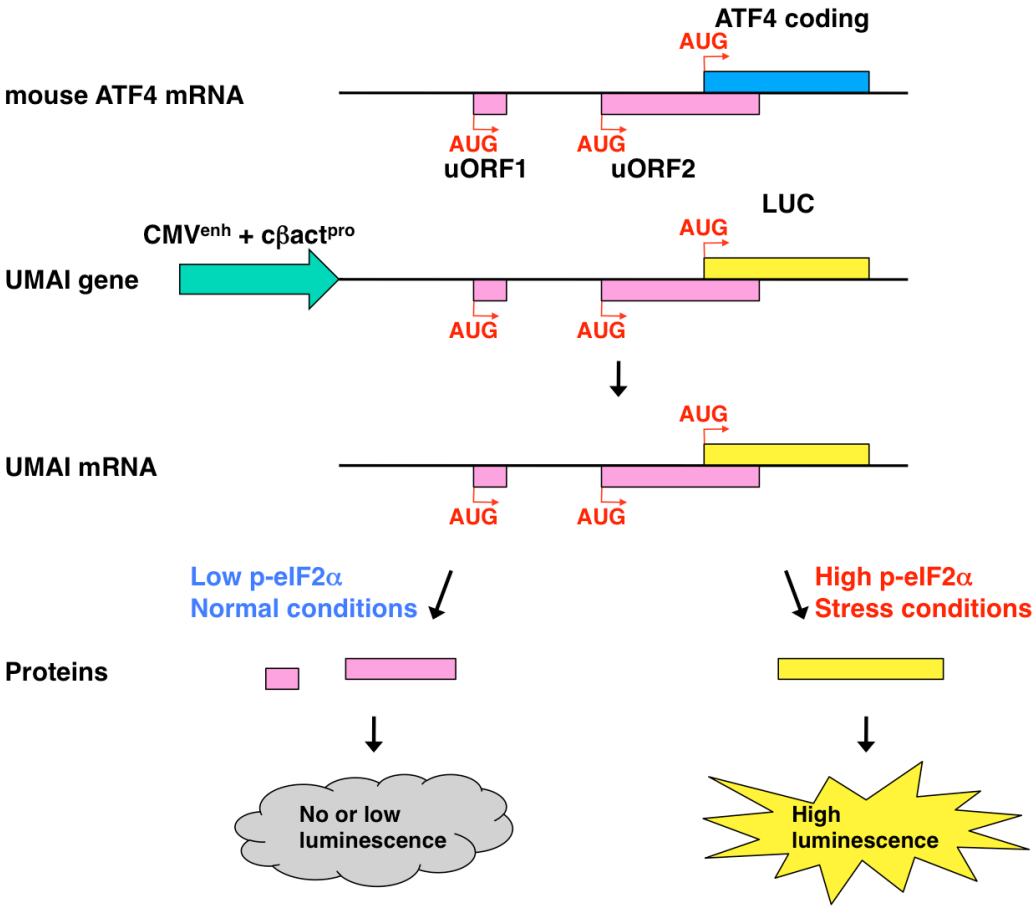 ATF4 coding
AUG
mouse ATF4 mRNA
AUG AUG
uORF1 uORF2
LUC
CMVenh + cβactpro
AUG
UMAI gene
AUG AUG
AUG
UMAI mRNA
AUG AUG
Low p-eIF2α
Normal conditions
High p-eIF2α
Stress conditions
Proteins
No or low
luminescence
High
luminescence